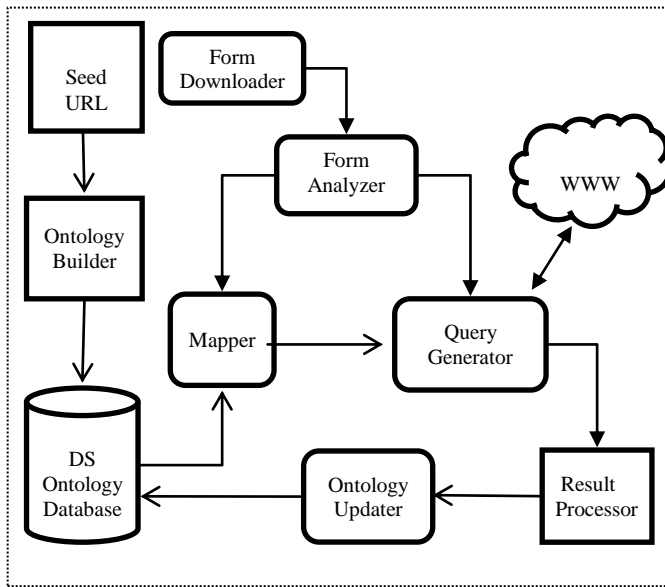 Seed
URL
Form
Downloader
Form
Analyzer
WWW
Ontology
Builder
Mapper
Query
Generator
DS
Ontology
Database
Ontology
Updater
Result
Processor